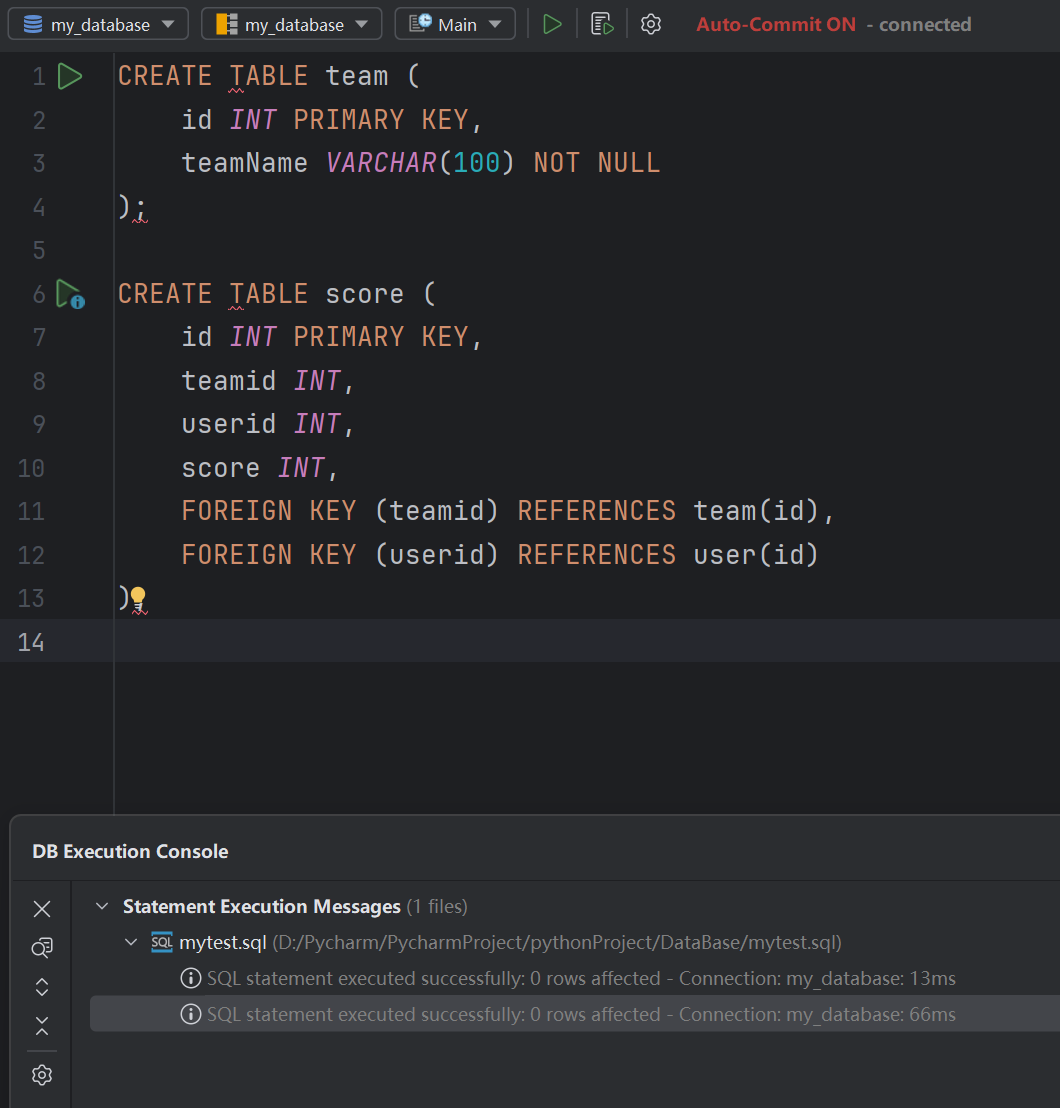 my_database my_database Main Auto-Commit ON - connected
1 CREATE TABLE team (
2 id INT PRIMARY KEY,
3 teamName VARCHAR(100) NOT NULL
4 );
5
6 CREATE TABLE score (
7 id INT PRIMARY KEY,
8 teamid INT,
9 userid INT,
10 score INT,
11 FOREIGN KEY (teamid) REFERENCES team(id),
12 FOREIGN KEY (userid) REFERENCES user(id)
13 );
14
DB Execution Console
Statement Execution Messages (1 files)
SQL mytest.sql (D:/Pycharm/PycharmProject/pythonProject/DataBase/mytest.sql)
SQL statement executed successfully: 0 rows affected - Connection: my_database: 13ms
SQL statement executed successfully: 0 rows affected - Connection: my_database: 66ms